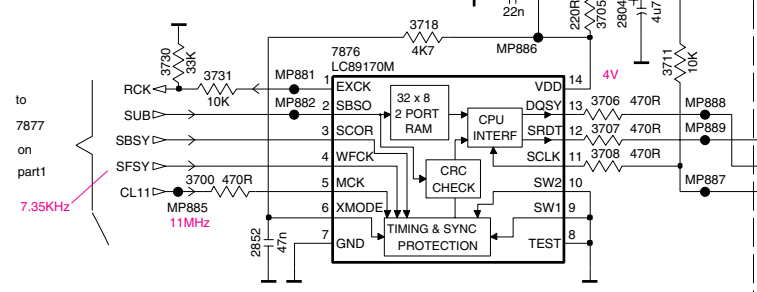 22n
220R
3705
2804
4u7
3718
4K7
MP886
3730
33K
7876
LC89170M
3711
10K
RCK
3731
10K
MP881
1
EXCK
VDD
14
4V
to
7877
on
part1
SUB
MP882
2
SBSO
32 x 8
2 PORT
RAM
CPU
INTERF
DQSY
13
3706
470R
MP888
SBSY
3
SCOR
SRDT
12
3707
470R
MP889
SFSY
4
WFCK
SCLK
11
3708
470R
CRC
CHECK
7.35KHz
CL11
MP885
11MHz
3700
470R
5
MCK
SW2
10
MP887
6
XMODE
SW1
9
2852
47n
7
GND
TIMING & SYNC
PROTECTION
TEST
8